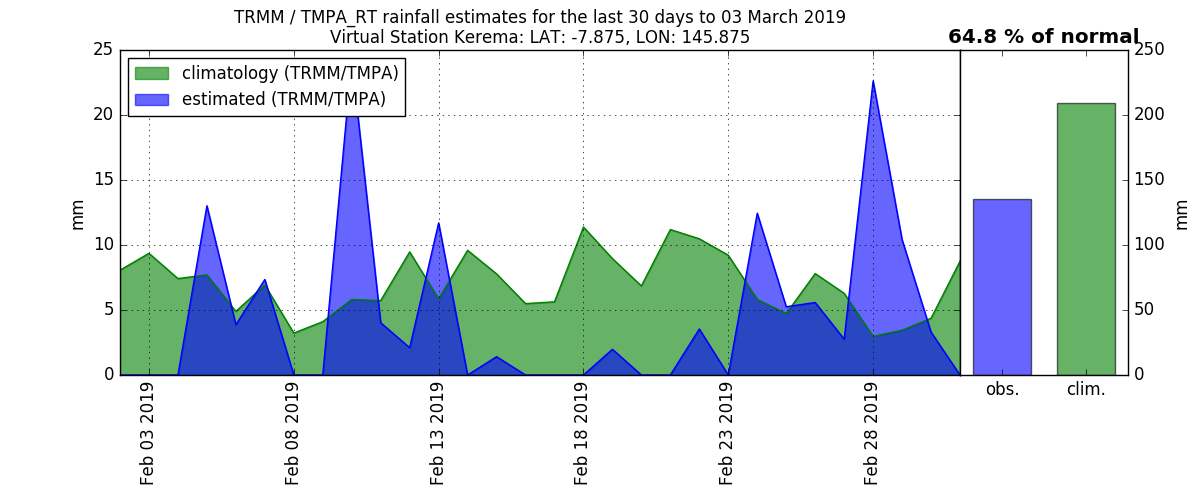 TRMM / TMPA_RT rainfall estimates for the last 30 days to 03 March 2019
Virtual Station Kerema: LAT: -7.875, LON: 145.875
64.8 % of normal
climatology (TRMM/TMPA)
estimated (TRMM/TMPA)
25
20
15
10
5
0
mm
250
200
150
100
50
0
mm
Feb 03 2019
Feb 08 2019
Feb 13 2019
Feb 18 2019
Feb 23 2019
Feb 28 2019
obs.
clim.